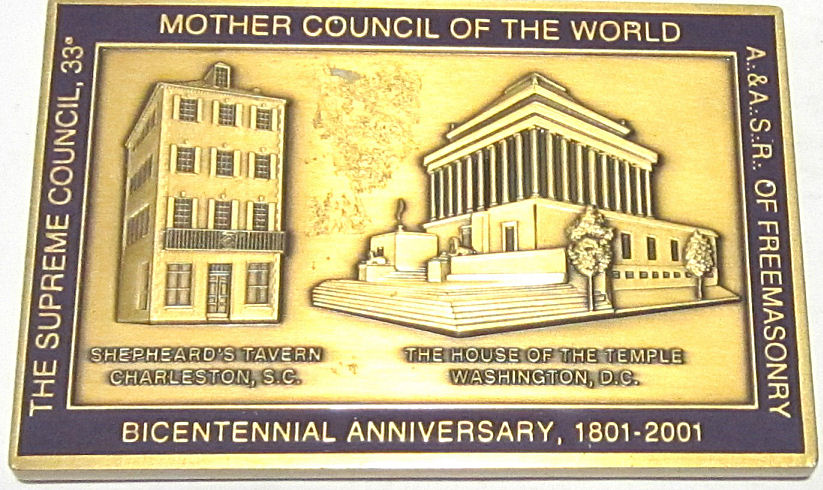 MOTHER COUNCIL OF THE WORLD
THE SUPREME COUNCIL, 33°
A.·.&A.·.S.·.R.·. OF FREEMASONRY
SHEPHEARD'S TAVERN
CHARLESTON, S.C.
THE HOUSE OF THE TEMPLE
WASHINGTON, D.C.
BICENTENNIAL ANNIVERSARY, 1801-2001